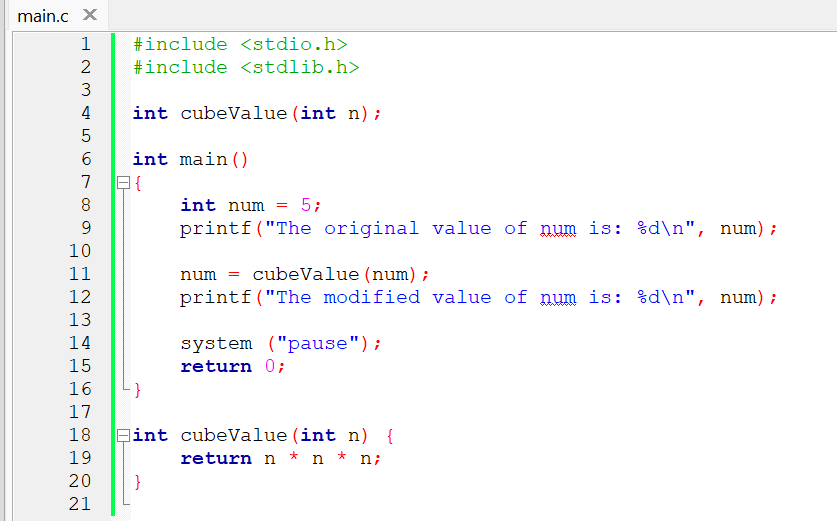 main.c
1 #include <stdio.h>
2 #include <stdlib.h>
3
4 int cubeValue(int n);
5
6 int main()
7 {
8     int num = 5;
9     printf("The original value of num is: %d\n", num);
10
11     num = cubeValue(num);
12     printf("The modified value of num is: %d\n", num);
13
14     system ("pause");
15     return 0;
16 }
17
18 int cubeValue(int n) {
19     return n * n * n;
20 }
21